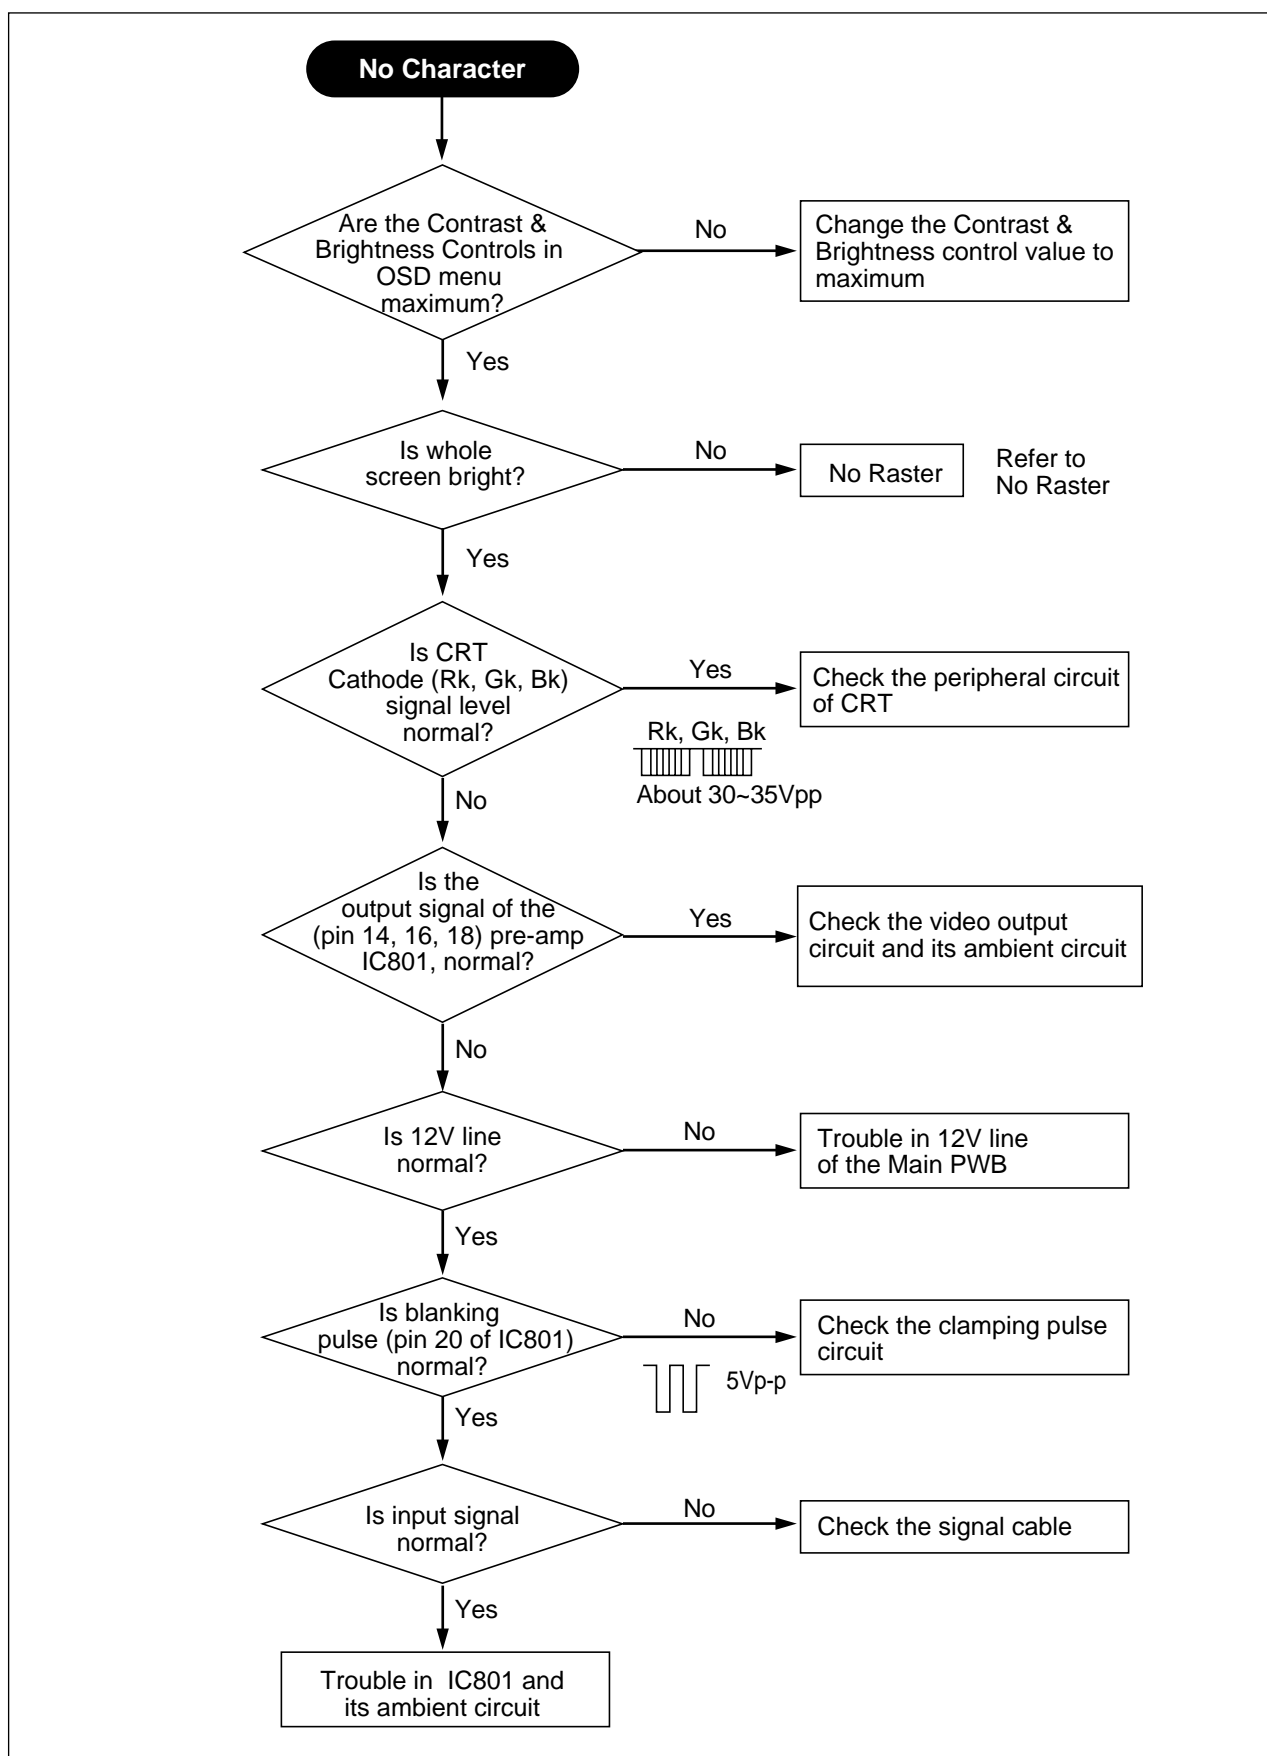 No Character
Are the Contrast &
Brightness Controls in
OSD menu
maximum?
No
Change the Contrast &
Brightness control value to
maximum
Yes
Is whole
screen bright?
No
No Raster
Refer to
No Raster
Yes
Is CRT
Cathode (Rk, Gk, Bk)
signal level
normal?
Yes
Check the peripheral circuit
of CRT
Rk, Gk, Bk
About 30~35Vpp
No
Is the
output signal of the
(pin 14, 16, 18) pre-amp
IC801, normal?
Yes
Check the video output
circuit and its ambient circuit
No
Is 12V line
normal?
No
Trouble in 12V line
of the Main PWB
Yes
Is blanking
pulse (pin 20 of IC801)
normal?
No
Check the clamping pulse
circuit
5Vp-p
Yes
Is input signal
normal?
No
Check the signal cable
Yes
Trouble in IC801 and
its ambient circuit